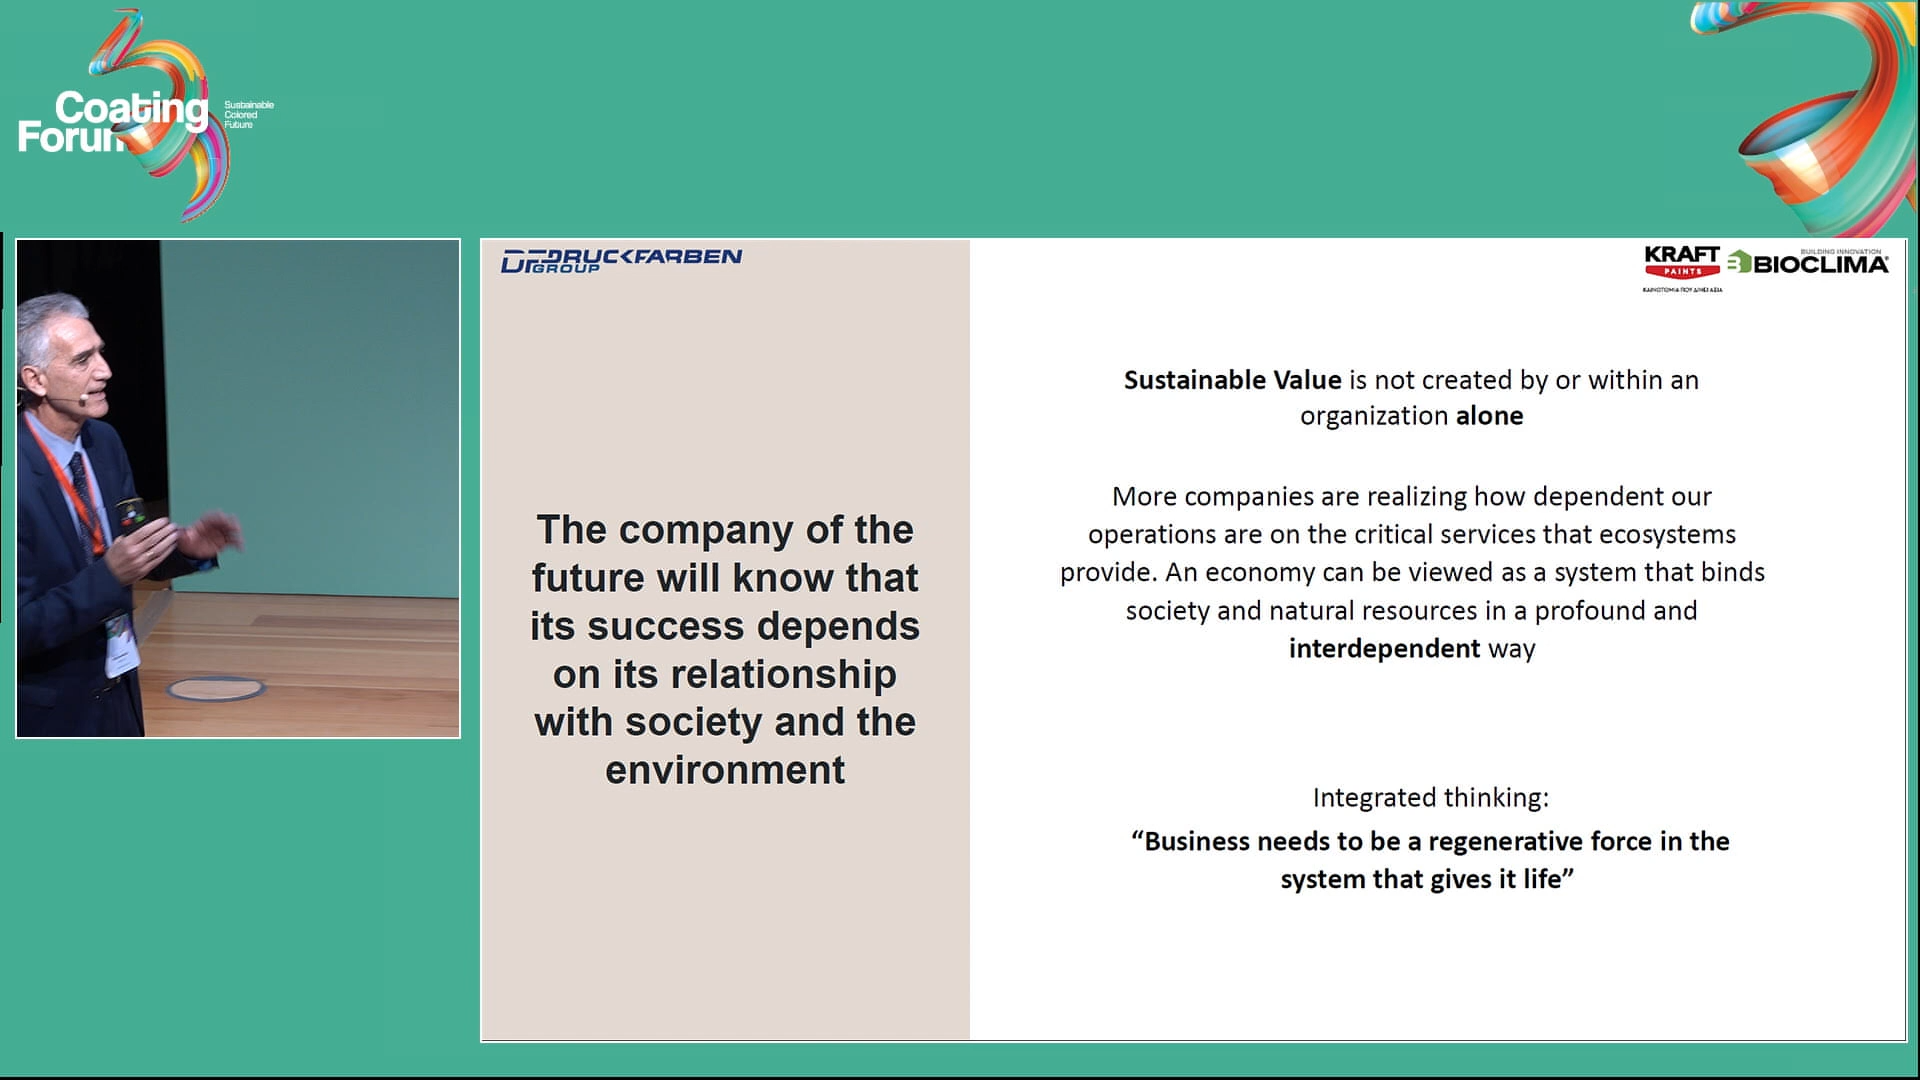 Coating
Forum
Sustainable
Colored
Future
DRUCKFARBEN
GROUP
KRAFT
PAINTS
ΚΑΙΝΟΤΟΜΙΑ ΠΟΥ ΔΙΝΕΙ ΑΞΙΑ
BUILDING INNOVATION
BIOCLIMA
The company of the
future will know that
its success depends
on its relationship
with society and the
environment
Sustainable Value is not created by or within an
organization alone
More companies are realizing how dependent our
operations are on the critical services that ecosystems
provide. An economy can be viewed as a system that binds
society and natural resources in a profound and
interdependent way
Integrated thinking:
“Business needs to be a regenerative force in the
system that gives it life”